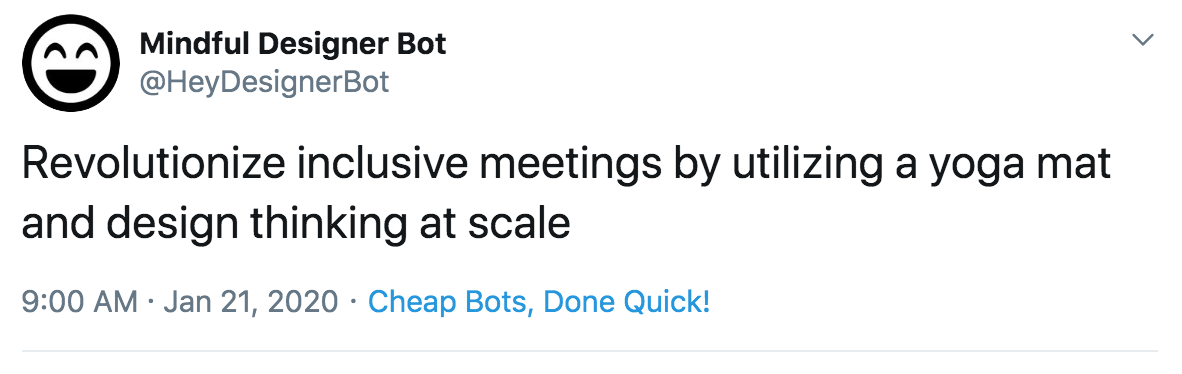 Mindful Designer Bot
@HeyDesignerBot
Revolutionize inclusive meetings by utilizing a yoga mat
and design thinking at scale
9:00 AM · Jan 21, 2020 · Cheap Bots, Done Quick!